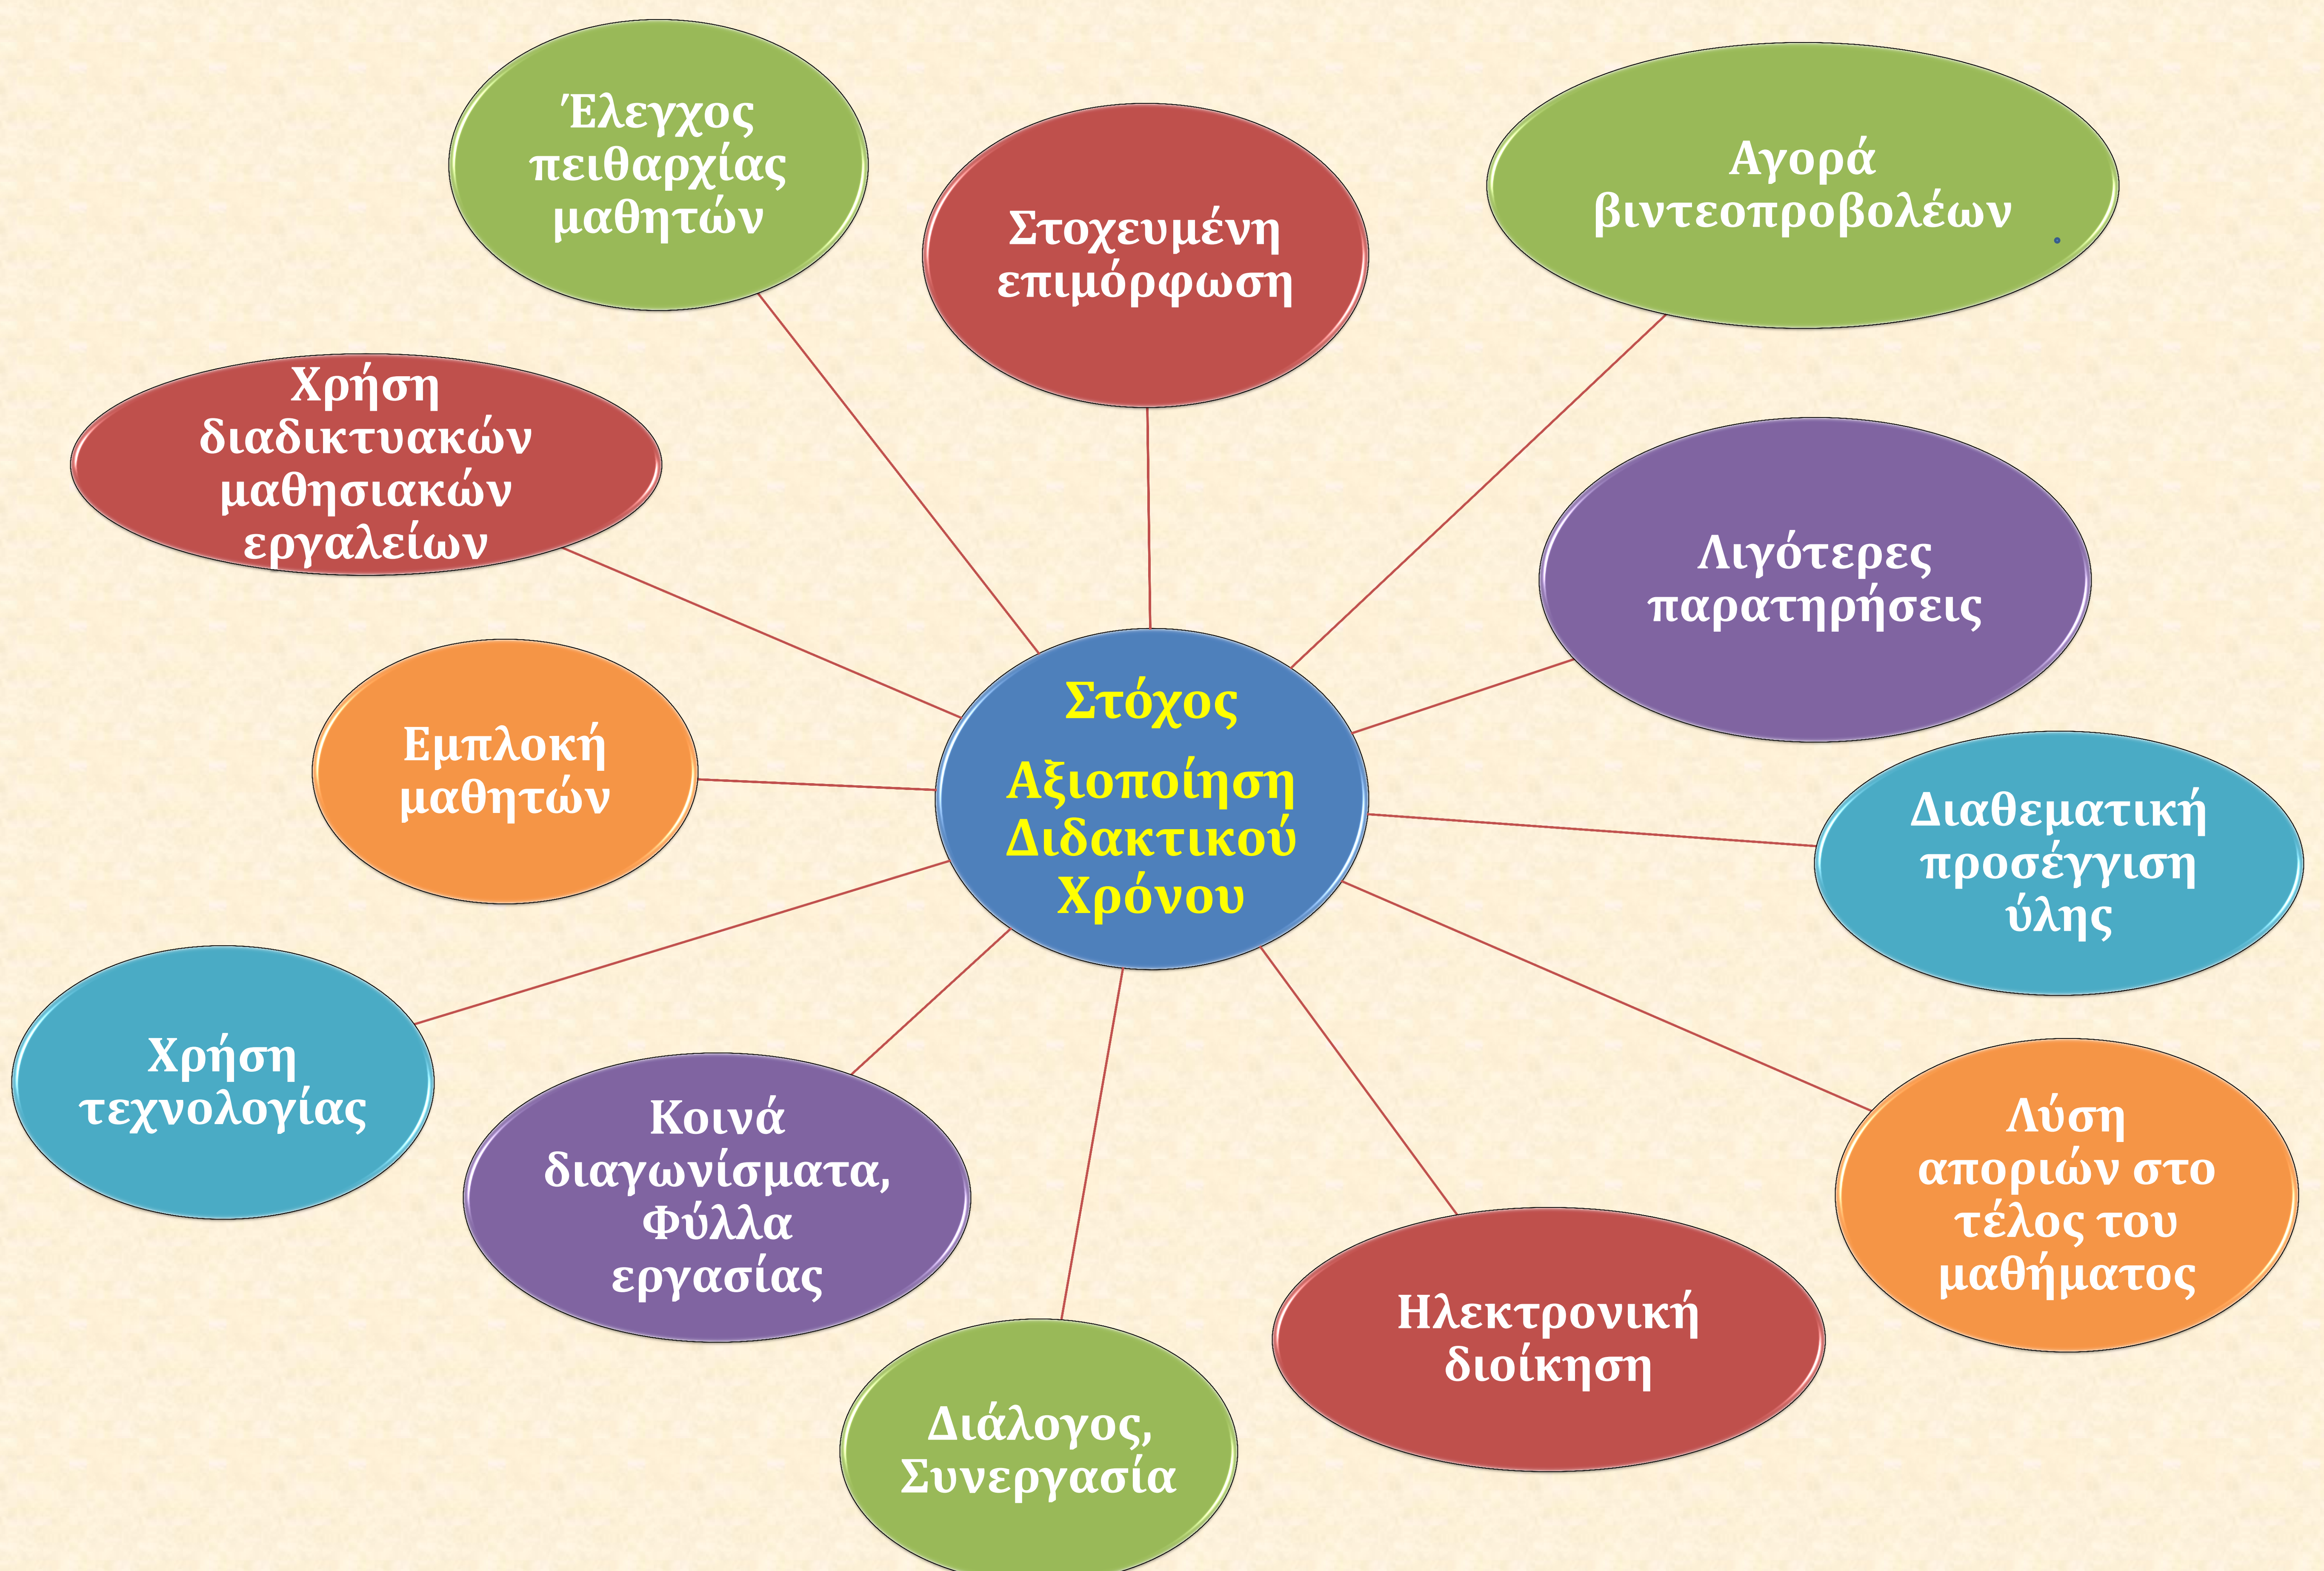 Έλεγχος
πειθαρχίας
μαθητών
Στοχευμένη
επιμόρφωση
Αγορά
βιντεοπροβολέων
Χρήση
διαδικτυακών
μαθησιακών
εργαλείων
Λιγότερες
παρατηρήσεις
Εμπλοκή
μαθητών
Στόχος
Αξιοποίηση
Διδακτικού
Χρόνου
Διαθεματική
προσέγγιση
ύλης
Χρήση
τεχνολογίας
Κοινά
διαγωνίσματα,
Φύλλα
εργασίας
Λύση
αποριών στο
τέλος του
μαθήματος
Ηλεκτρονική
διοίκηση
Διάλογος,
Συνεργασία